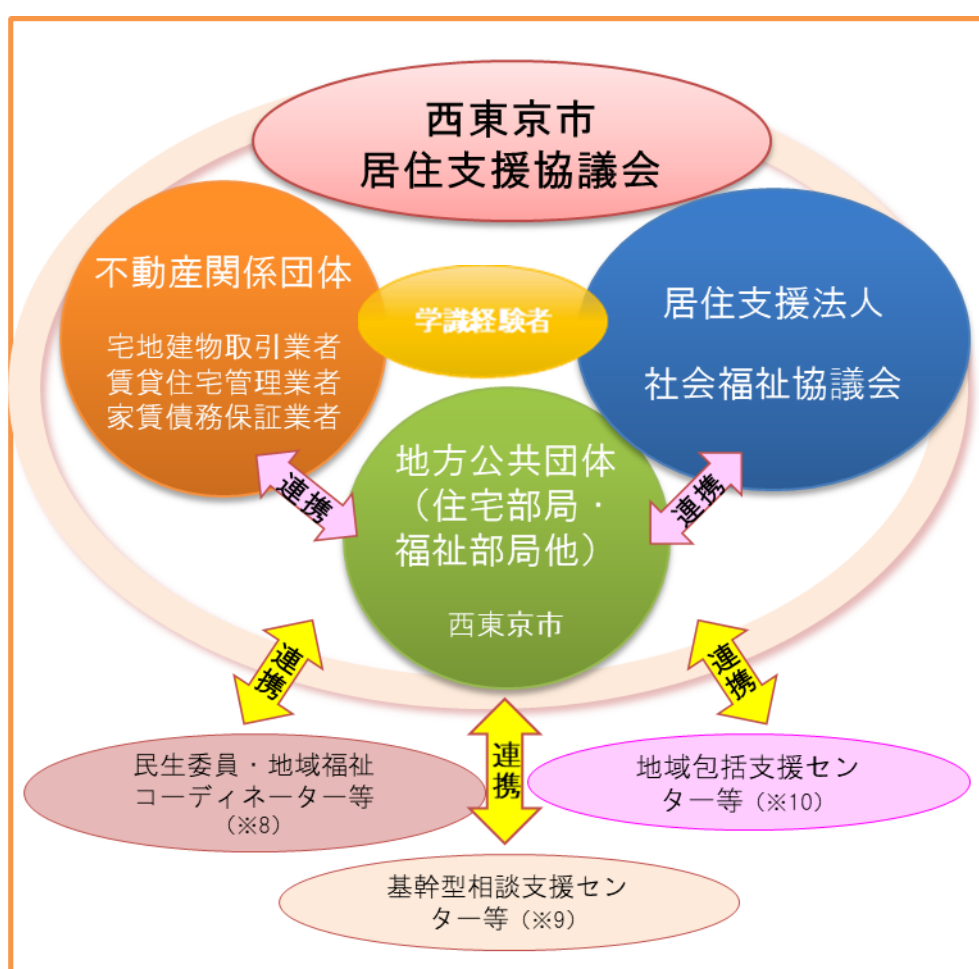 西東京市
居住支援協議会
不動産関係団体
宅地建物取引業者
賃貸住宅管理業者
家賃債務保証業者
学識経験者
居住支援法人
社会福祉協議会
地方公共団体
（住宅部局・
福祉部局他）
西東京市
連携
連携
連携
連携
連携
民生委員・地域福祉
コーディネーター等
（※8）
地域包括支援セン
ター等（※10）
基幹型相談支援セン
ター等（※9）